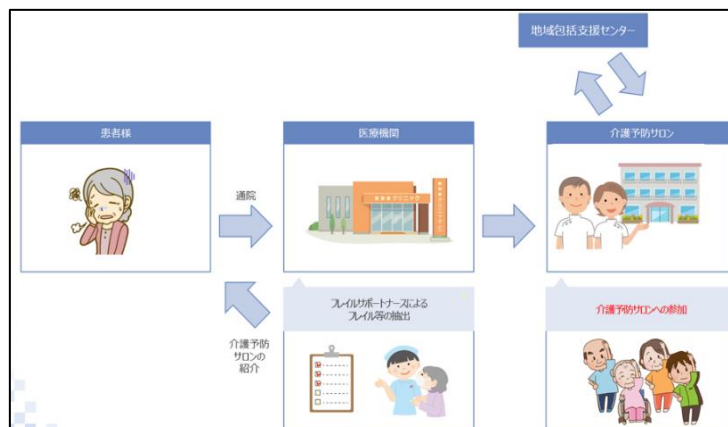 地域包括支援センター
患者様
医療機関
介護予防サロン
通院
フレイルサポートナースによる
フレイル等の抽出
介護予防サロンへの参加
介護予防
サロンの
紹介